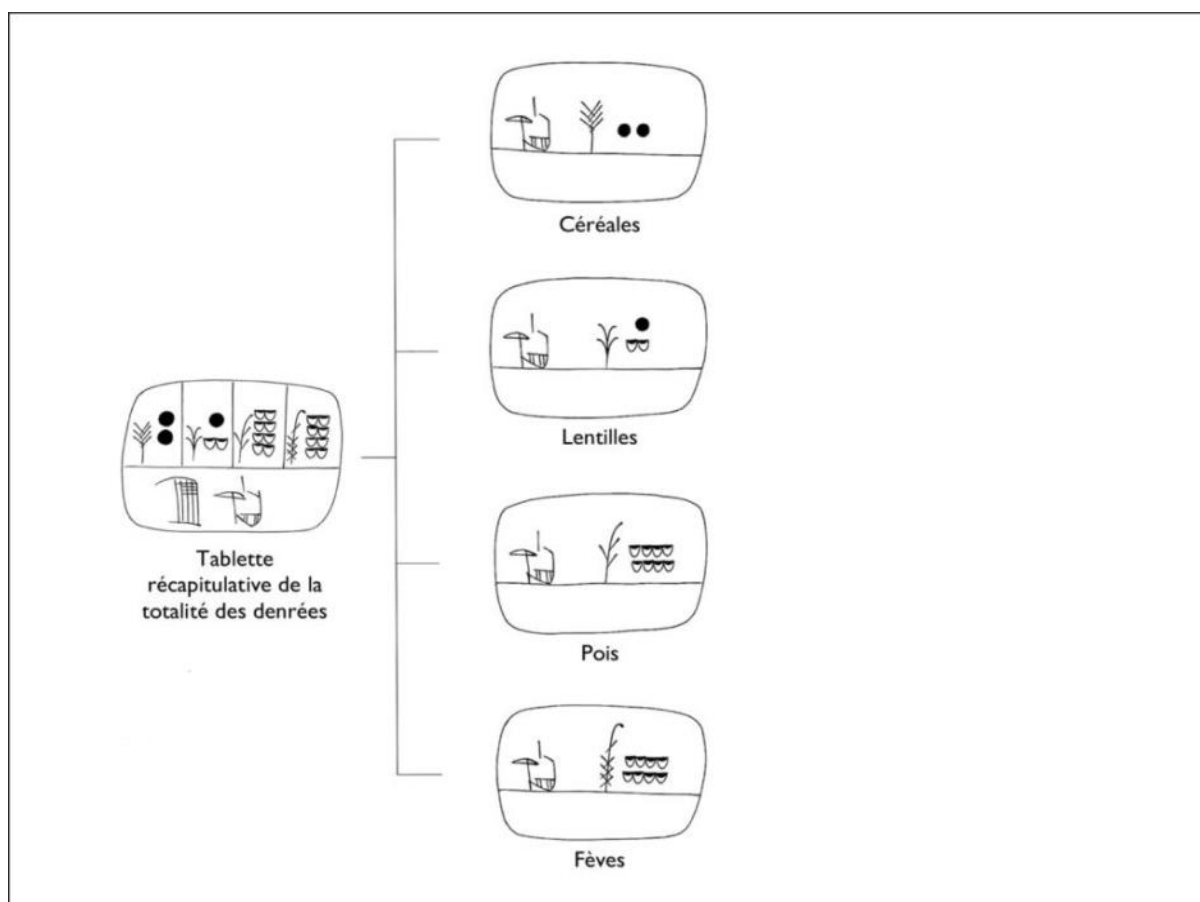 Céréales
Lentilles
Tablette
récapitulative de la
totalité des denrées
Pois
Fèves